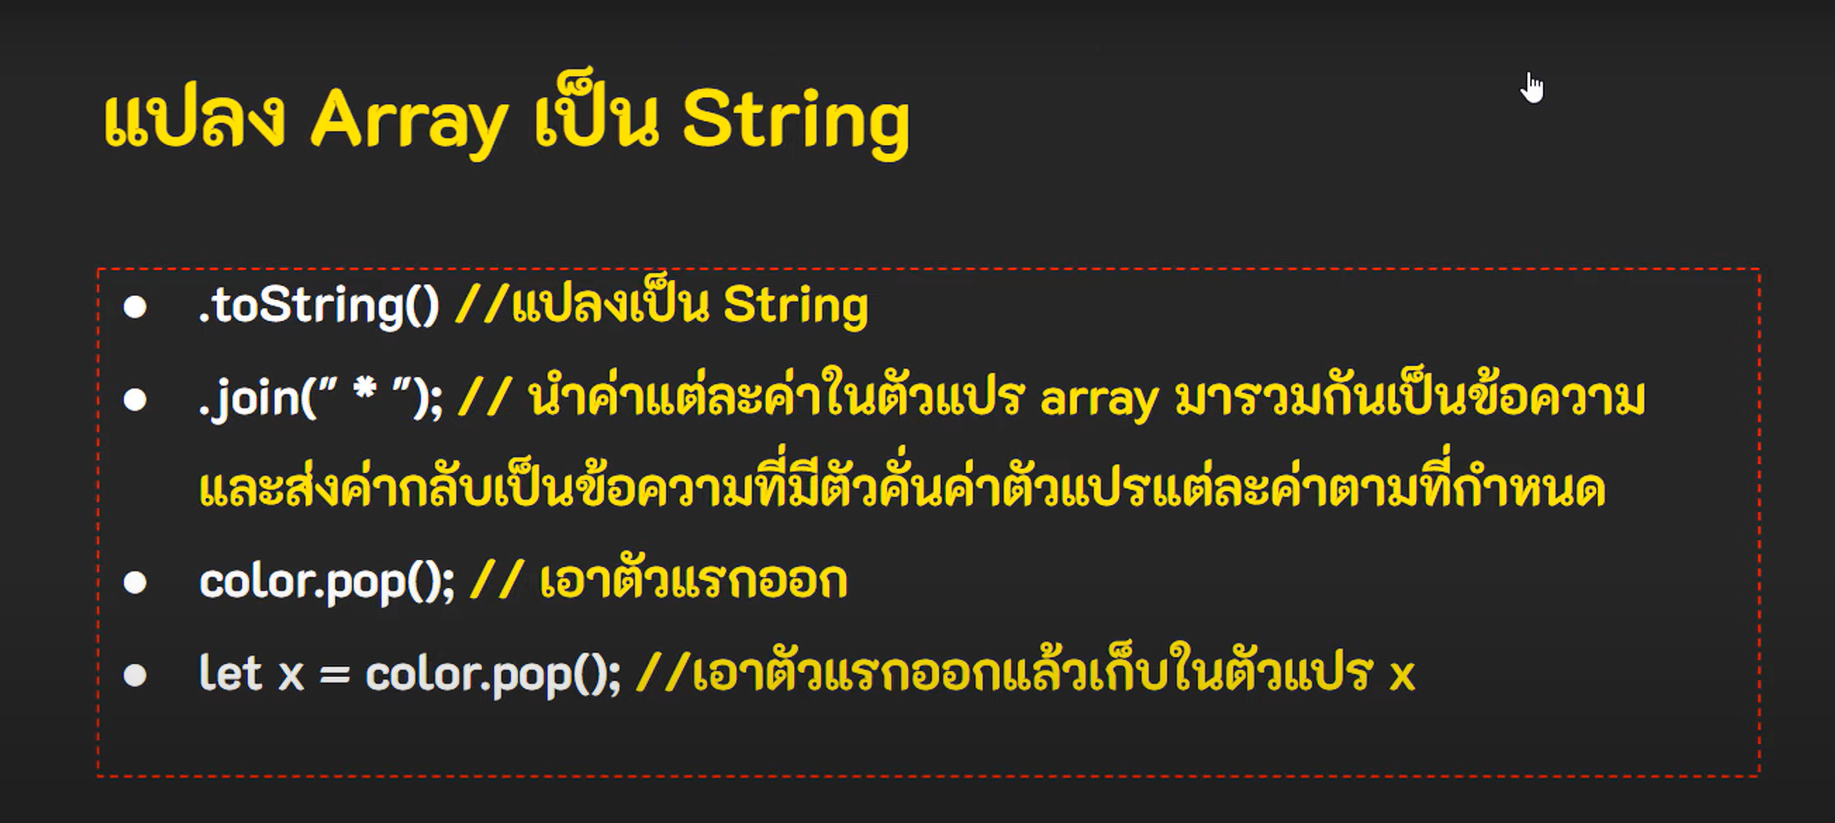 แปลง Array เป็น String
● .toString() //แปลงเป็น String
● .join(” * ”); // นำค่าแต่ละค่าในตัวแปร array มารวมกันเป็นข้อความ
และส่งค่ากลับเป็นข้อความที่มีตัวคั่นค่าตัวแปรแต่ละค่าตามที่กำหนด
● color.pop(); // เอาตัวแรกออก
● let x = color.pop(); //เอาตัวแรกออกแล้วเก็บในตัวแปร x